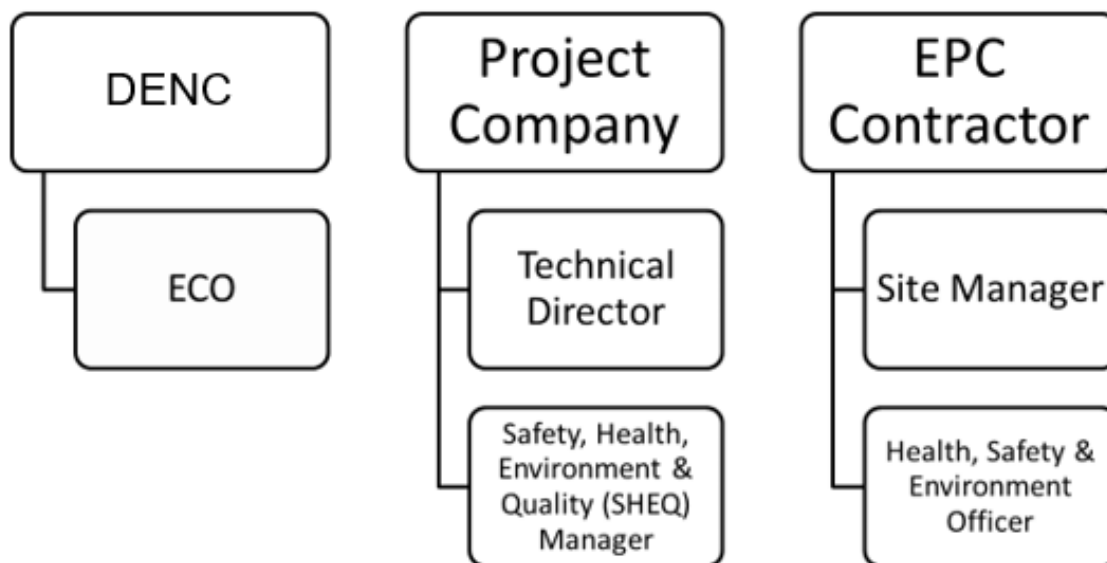 DENC
ECO
Project
Company
Technical
Director
Safety, Health,
Environment &
Quality (SHEQ)
Manager
EPC
Contractor
Site Manager
Health, Safety &
Environment
Officer